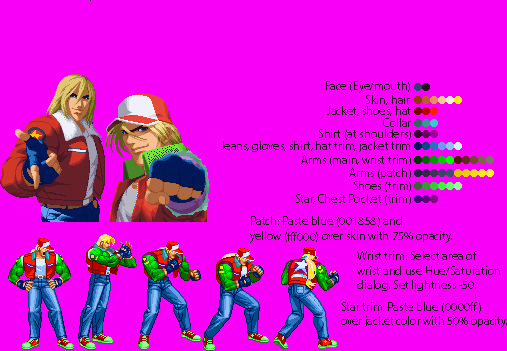 Face (Eye/mouth)
Skin, hair
Jacket, shoes, hat
Collar
Shirt (at shoulders)
Jeans, gloves, shirt, hat trim, jacket trim
Arms (main, wrist trim)
Arms (patch)
Shoes (trim)
Star, Chest Pocket (trim)
Patch: Paste blue (001858) and
yellow (fff000) over skin with 75% opacity.
Wrist trim: Select area of
wrist and use Hue/Saturation
dialog. Set lightness -50.
Star trim: Paste blue (0000ff)
over jacket color with 50% opacity.